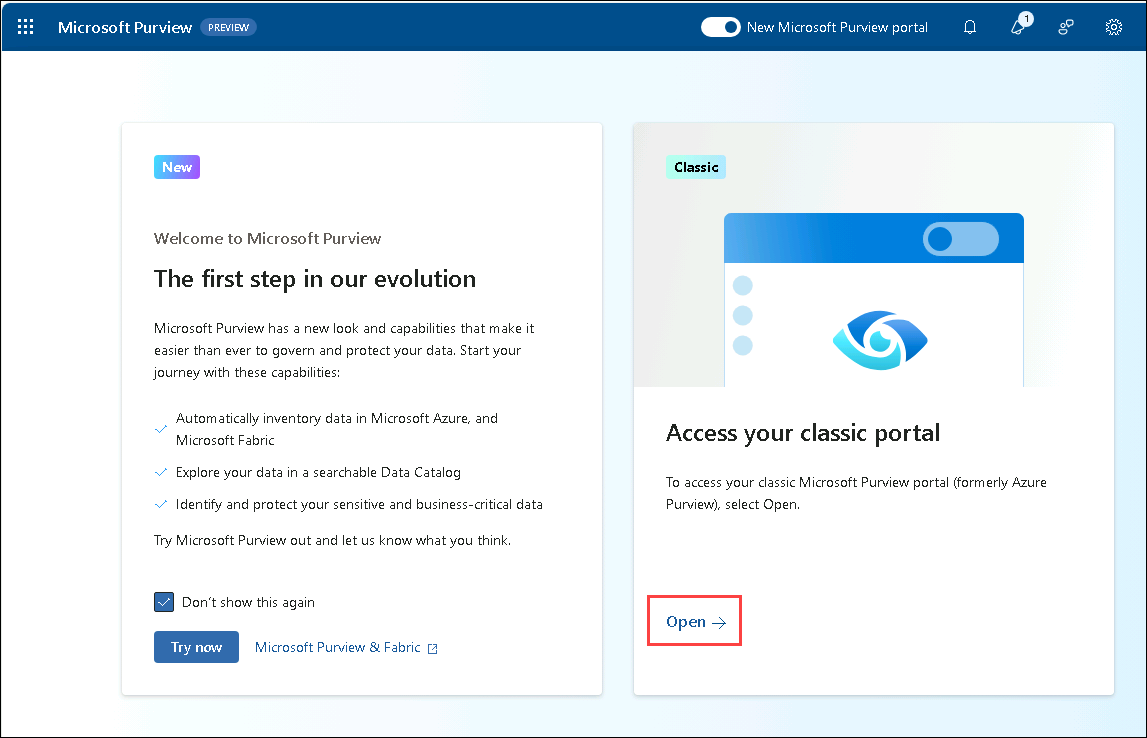 Microsoft Purview PREVIEW
New Microsoft Purview portal
1
New
Welcome to Microsoft Purview
The first step in our evolution
Microsoft Purview has a new look and capabilities that make it
easier than ever to govern and protect your data. Start your
journey with these capabilities:
Automatically inventory data in Microsoft Azure, and
Microsoft Fabric
Explore your data in a searchable Data Catalog
Identify and protect your sensitive and business-critical data
Try Microsoft Purview out and let us know what you think.
Don't show this again
Try now
Microsoft Purview & Fabric
Classic
Access your classic portal
To access your classic Microsoft Purview portal (formerly Azure
Purview), select Open.
Open